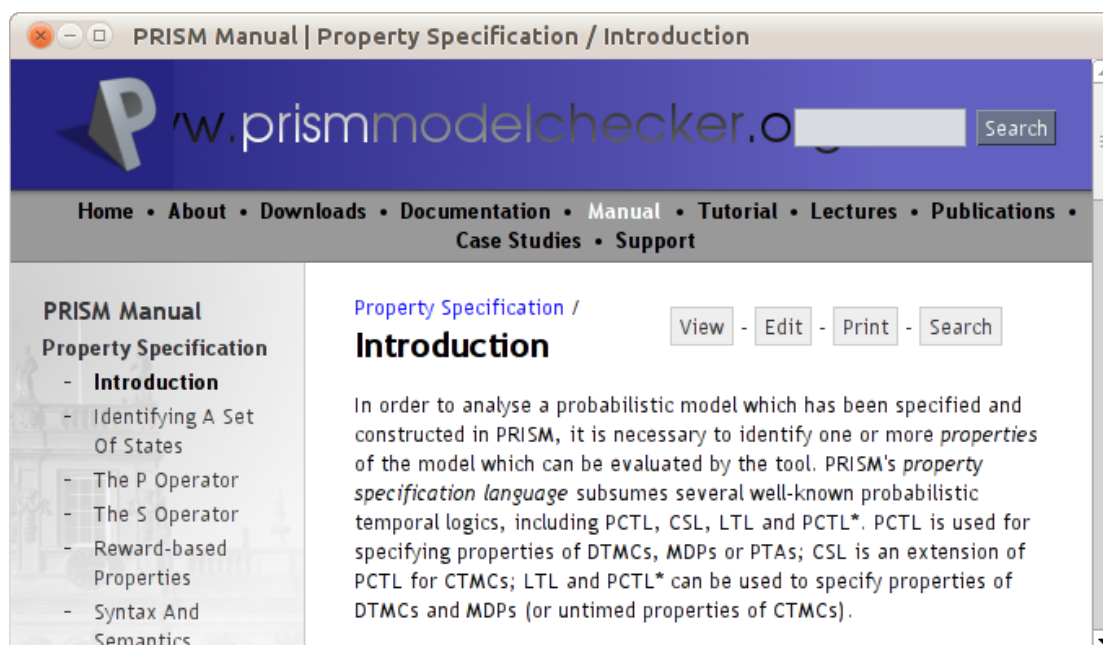 PRISM Manual | Property Specification / Introduction
w.prismmodelchecker.o
Search
Home • About • Downloads • Documentation • Manual • Tutorial • Lectures • Publications •
Case Studies • Support
PRISM Manual
Property Specification
- Introduction
- Identifying A Set
Of States
- The P Operator
- The S Operator
- Reward-based
Properties
- Syntax And
Semantics
Property Specification /
Introduction
View - Edit - Print - Search
In order to analyse a probabilistic model which has been specified and
constructed in PRISM, it is necessary to identify one or more properties
of the model which can be evaluated by the tool. PRISM's property
specification language subsumes several well-known probabilistic
temporal logics, including PCTL, CSL, LTL and PCTL*. PCTL is used for
specifying properties of DTMCs, MDPs or PTAs; CSL is an extension of
PCTL for CTMCs; LTL and PCTL* can be used to specify properties of
DTMCs and MDPs (or untimed properties of CTMCs).